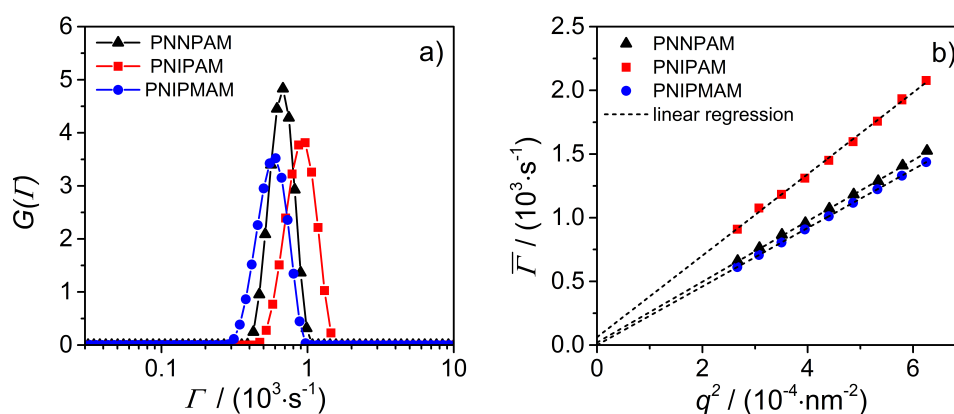 a)
PNNPAM
PNIPAM
PNIPMAM
G(Γ)
6
5
4
3
2
1
0
0.1
1
10
Γ / (10³·s⁻¹)
b)
PNNPAM
PNIPAM
PNIPMAM
linear regression
Γ̅ / (10³·s⁻¹)
2.5
2.0
1.5
1.0
0.5
0.0
0
2
4
6
q² / (10⁻⁴·nm⁻²)